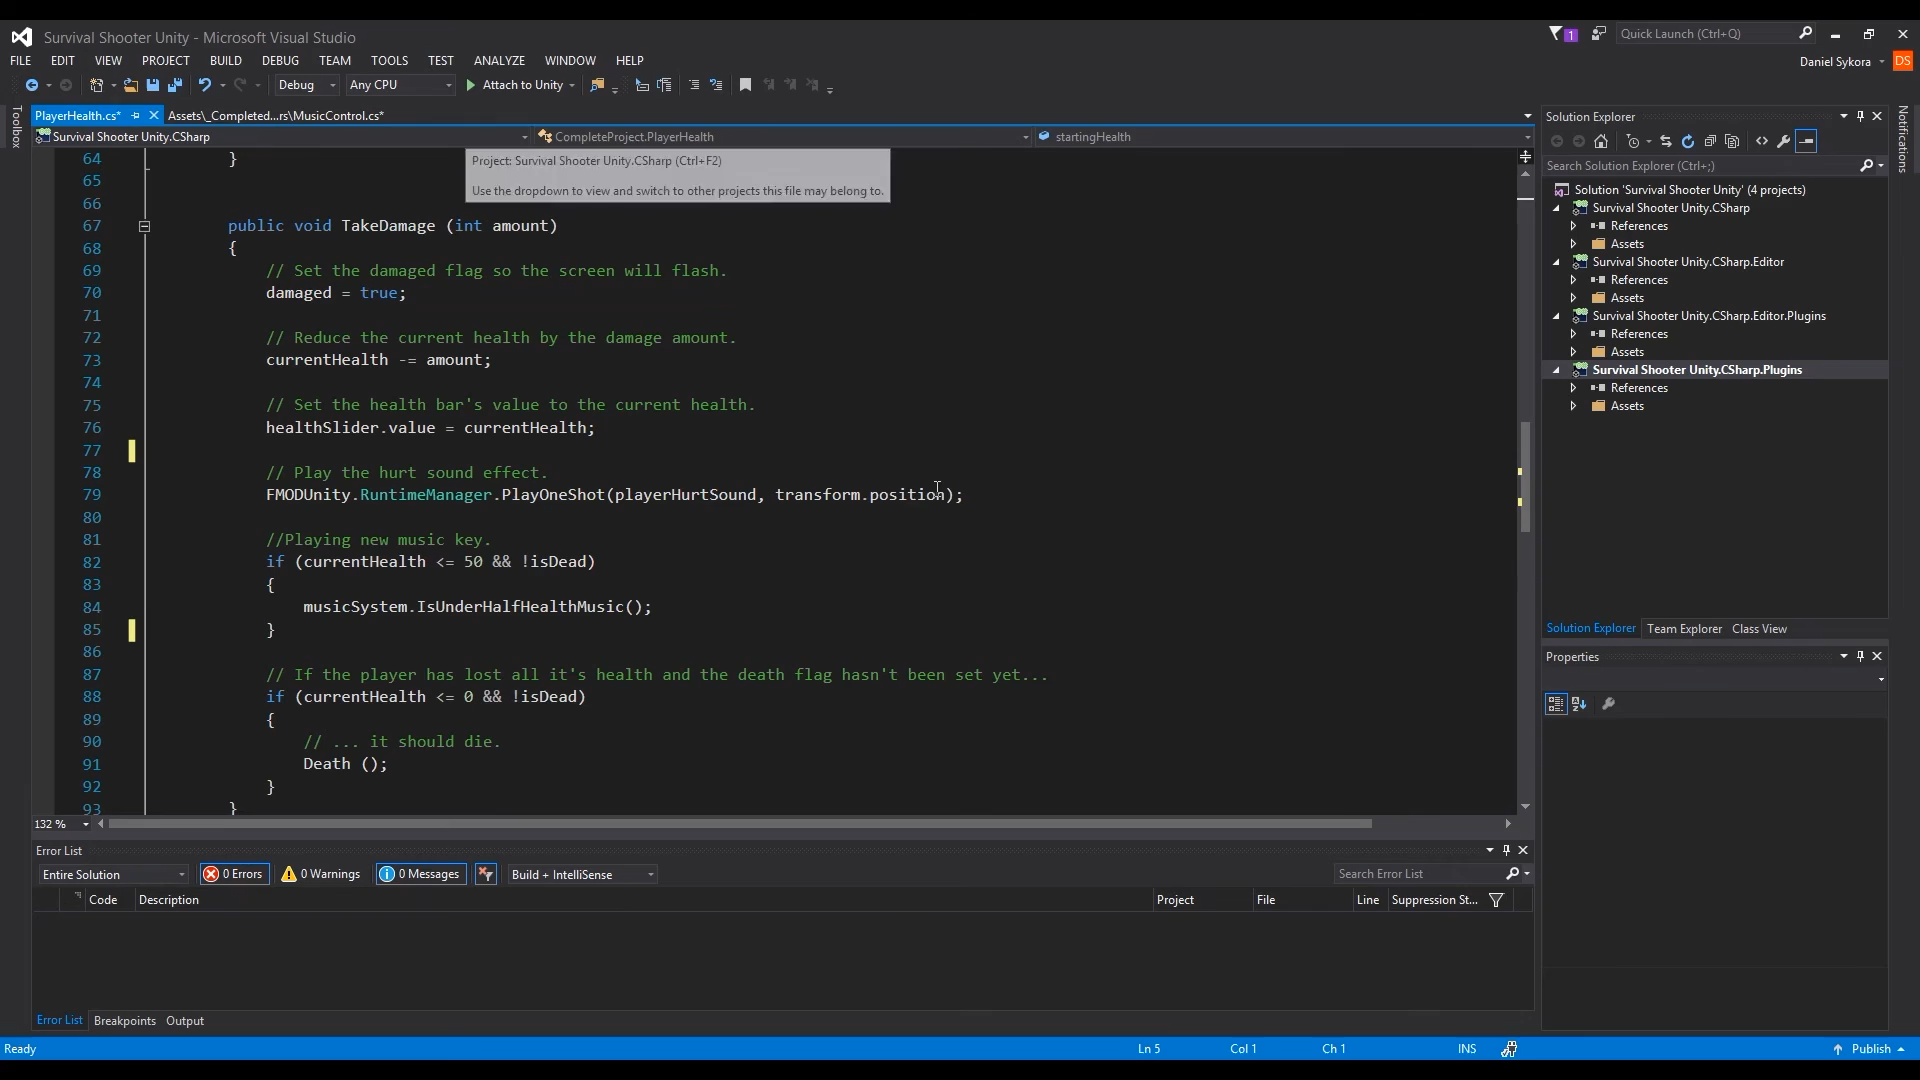 Survival Shooter Unity - Microsoft Visual Studio
1
Quick Launch (Ctrl+Q)
FILE EDIT VIEW PROJECT BUILD DEBUG TEAM TOOLS TEST ANALYZE WINDOW HELP
Daniel Sykora DS
Debug Any CPU Attach to Unity
Toolbox
PlayerHealth.cs* Assets\_Completed...rs\MusicControl.cs*
Survival Shooter Unity.CSharp CompleteProject.PlayerHealth startingHealth
Project: Survival Shooter Unity.CSharp (Ctrl+F2)
Use the dropdown to view and switch to other projects this file may belong to.
64 }
65
66
67 public void TakeDamage (int amount)
68 {
69 // Set the damaged flag so the screen will flash.
70 damaged = true;
71
72 // Reduce the current health by the damage amount.
73 currentHealth -= amount;
74
75 // Set the health bar's value to the current health.
76 healthSlider.value = currentHealth;
77
78 // Play the hurt sound effect.
79 FMODUnity.RuntimeManager.PlayOneShot(playerHurtSound, transform.position);
80
81 //Playing new music key.
82 if (currentHealth <= 50 && !isDead)
83 {
84 musicSystem.IsUnderHalfHealthMusic();
85 }
86
87 // If the player has lost all it's health and the death flag hasn't been set yet...
88 if (currentHealth <= 0 && !isDead)
89 {
90 // ... it should die.
91 Death ();
92 }
93 }
132 %
Error List
Entire Solution 0 Errors 0 Warnings 0 Messages Build + IntelliSense Search Error List
Code Description Project File Line Suppression St...
Error List Breakpoints Output
Solution Explorer
Search Solution Explorer (Ctrl+;)
Solution 'Survival Shooter Unity' (4 projects)
Survival Shooter Unity.CSharp
References
Assets
Survival Shooter Unity.CSharp.Editor
References
Assets
Survival Shooter Unity.CSharp.Editor.Plugins
References
Assets
Survival Shooter Unity.CSharp.Plugins
References
Assets
Solution Explorer Team Explorer Class View
Properties
Notifications
Ready Ln 5 Col 1 Ch 1 INS Publish